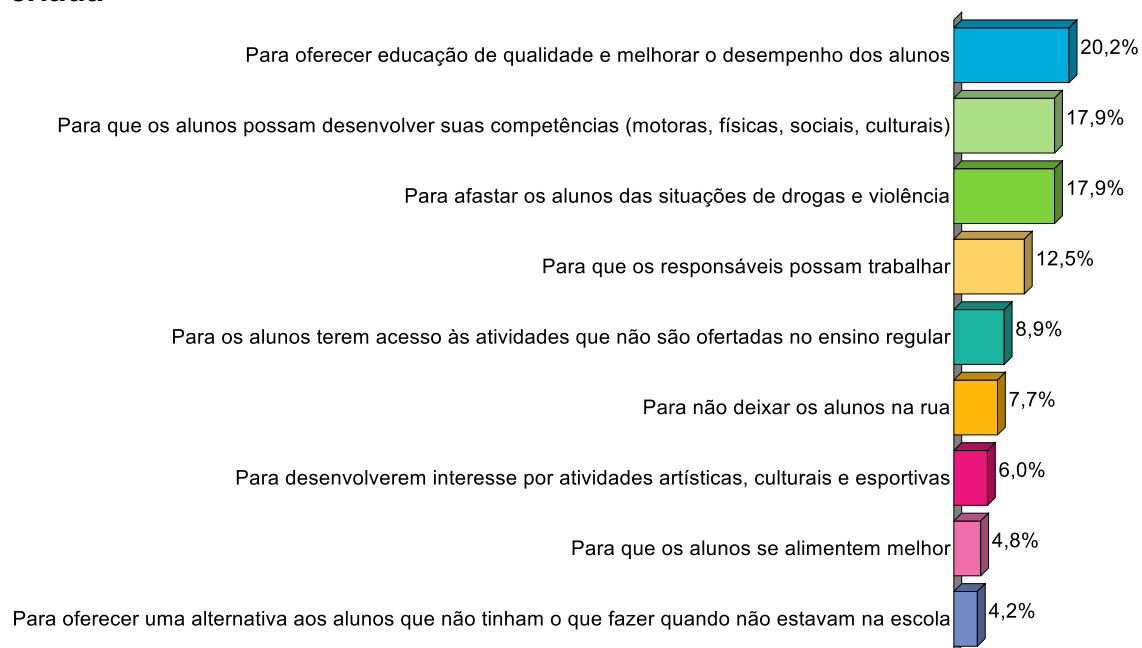 Para oferecer educação de qualidade e melhorar o desempenho dos alunos 20,2%
Para que os alunos possam desenvolver suas competências (motoras, físicas, sociais, culturais) 17,9%
Para afastar os alunos das situações de drogas e violência 17,9%
Para que os responsáveis possam trabalhar 12,5%
Para os alunos terem acesso às atividades que não são ofertadas no ensino regular 8,9%
Para não deixar os alunos na rua 7,7%
Para desenvolverem interesse por atividades artísticas, culturais e esportivas 6,0%
Para que os alunos se alimentem melhor 4,8%
Para oferecer uma alternativa aos alunos que não tinham o que fazer quando não estavam na escola 4,2%